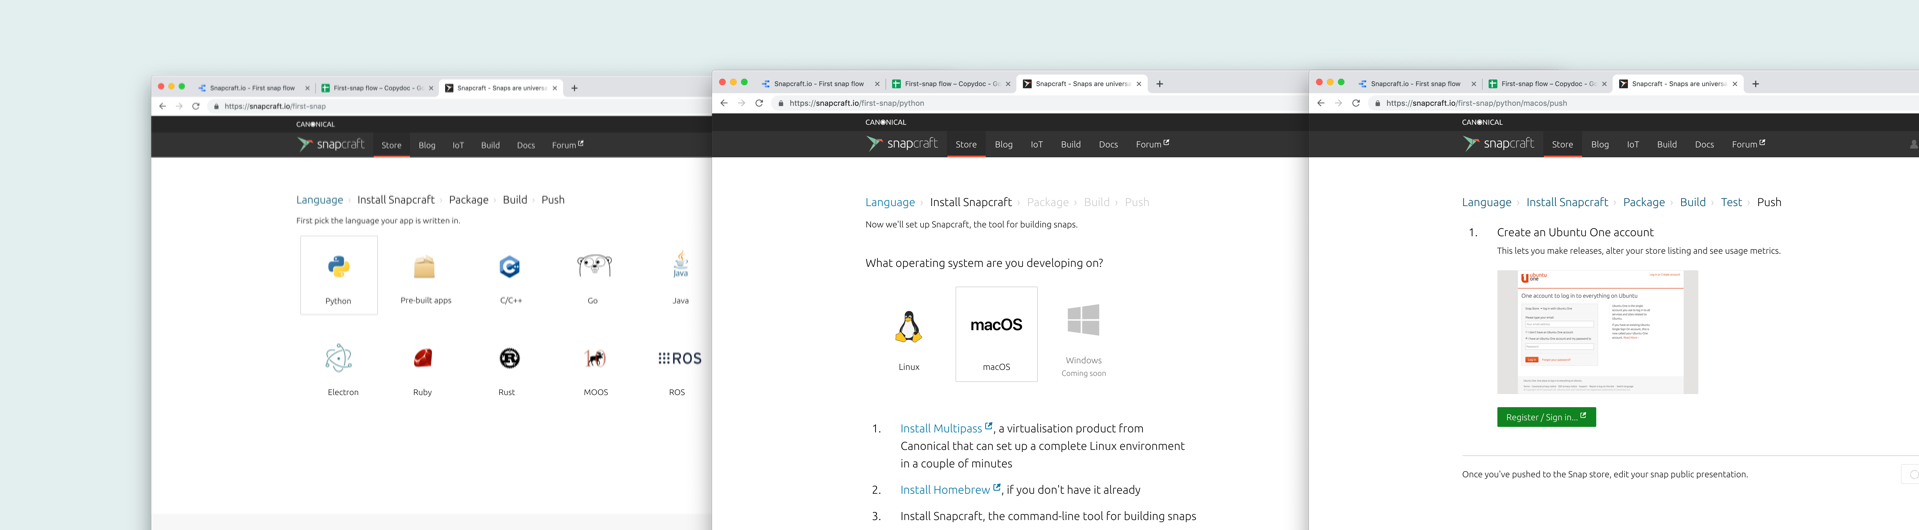 Snapcraft.io - First snap flow
First-snap flow – Copydoc - Go
Snapcraft - Snaps are universa
https://snapcraft.io/first-snap
CANONICAL
snapcraft
Store
Blog
IoT
Build
Docs
Forum
Language › Install Snapcraft › Package › Build › Push
First pick the language your app is written in.
Python
Pre-built apps
C/C++
Go
Java
Java
Electron
Ruby
Rust
MOOS
ROS
ROS
Snapcraft.io - First snap flow
First-snap flow – Copydoc - Go
Snapcraft - Snaps are universa
https://snapcraft.io/first-snap/python
CANONICAL
snapcraft
Store
Blog
IoT
Build
Docs
Forum
Language › Install Snapcraft › Package › Build › Push
Now we'll set up Snapcraft, the tool for building snaps.
What operating system are you developing on?
Linux
macOS
macOS
Windows
Coming soon
1. Install Multipass, a virtualisation product from
Canonical that can set up a complete Linux environment
in a couple of minutes
2. Install Homebrew, if you don't have it already
3. Install Snapcraft, the command-line tool for building snaps
Snapcraft.io - First snap flow
First-snap flow – Copydoc - Go
Snapcraft - Snaps are universa
https://snapcraft.io/first-snap/python/macos/push
CANONICAL
snapcraft
Store
Blog
IoT
Build
Docs
Forum
Language › Install Snapcraft › Package › Build › Test › Push
1. Create an Ubuntu One account
This lets you make releases, alter your store listing and see usage metrics.
ubuntu
one
One account to log in to everything on Ubuntu
Register / Sign in...
Once you've pushed to the Snap store, edit your snap public presentation.